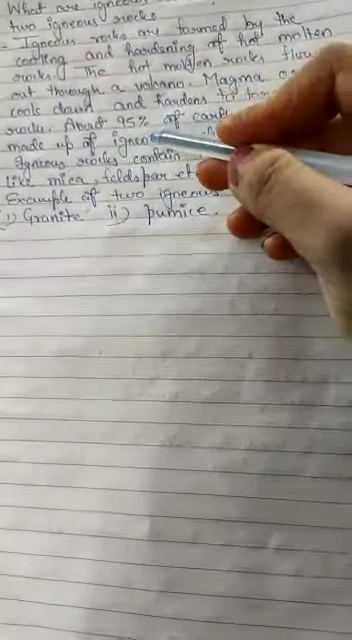 What are igneous
two igneous rocks
- Igneous rocks are formed by the
cooling and hardening of hot molten
rocks. The hot molten rocks flow
out through a volcano. Magma
cools down and hardens to
rocks. About 95% of
made up of
Igneous rocks contain
like mica, feldspar
Example of two igneous
i) Granite ii) pumice.